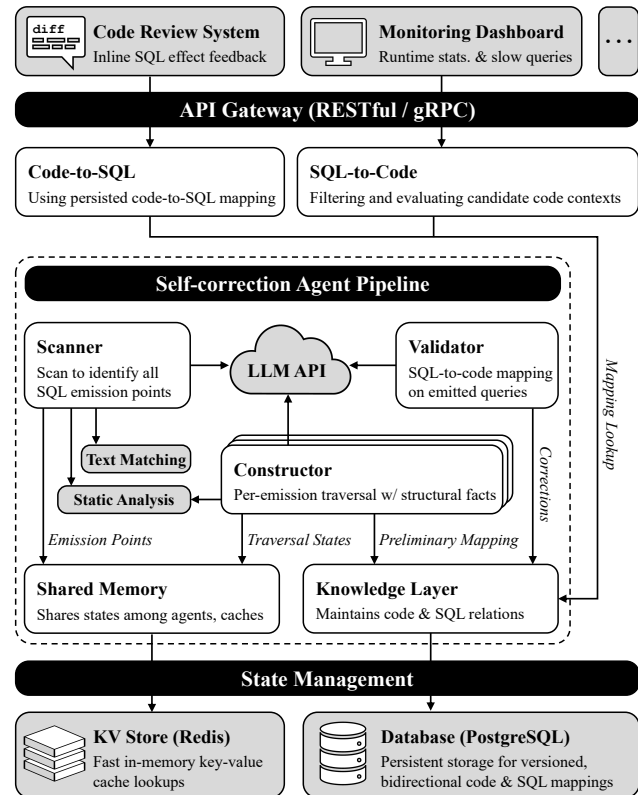 diff
Code Review System
Inline SQL effect feedback
Monitoring Dashboard
Runtime stats. & slow queries
...
API Gateway (RESTful / gRPC)
Code-to-SQL
Using persisted code-to-SQL mapping
SQL-to-Code
Filtering and evaluating candidate code contexts
Self-correction Agent Pipeline
Scanner
Scan to identify all
SQL emission points
LLM API
Validator
SQL-to-code mapping
on emitted queries
Mapping Lookup
Text Matching
Static Analysis
Constructor
Per-emission traversal w/ structural facts
Corrections
Emission Points
Traversal States
Preliminary Mapping
Shared Memory
Shares states among agents, caches
Knowledge Layer
Maintains code & SQL relations
State Management
KV Store (Redis)
Fast in-memory key-value
cache lookups
Database (PostgreSQL)
Persistent storage for versioned,
bidirectional code & SQL mappings